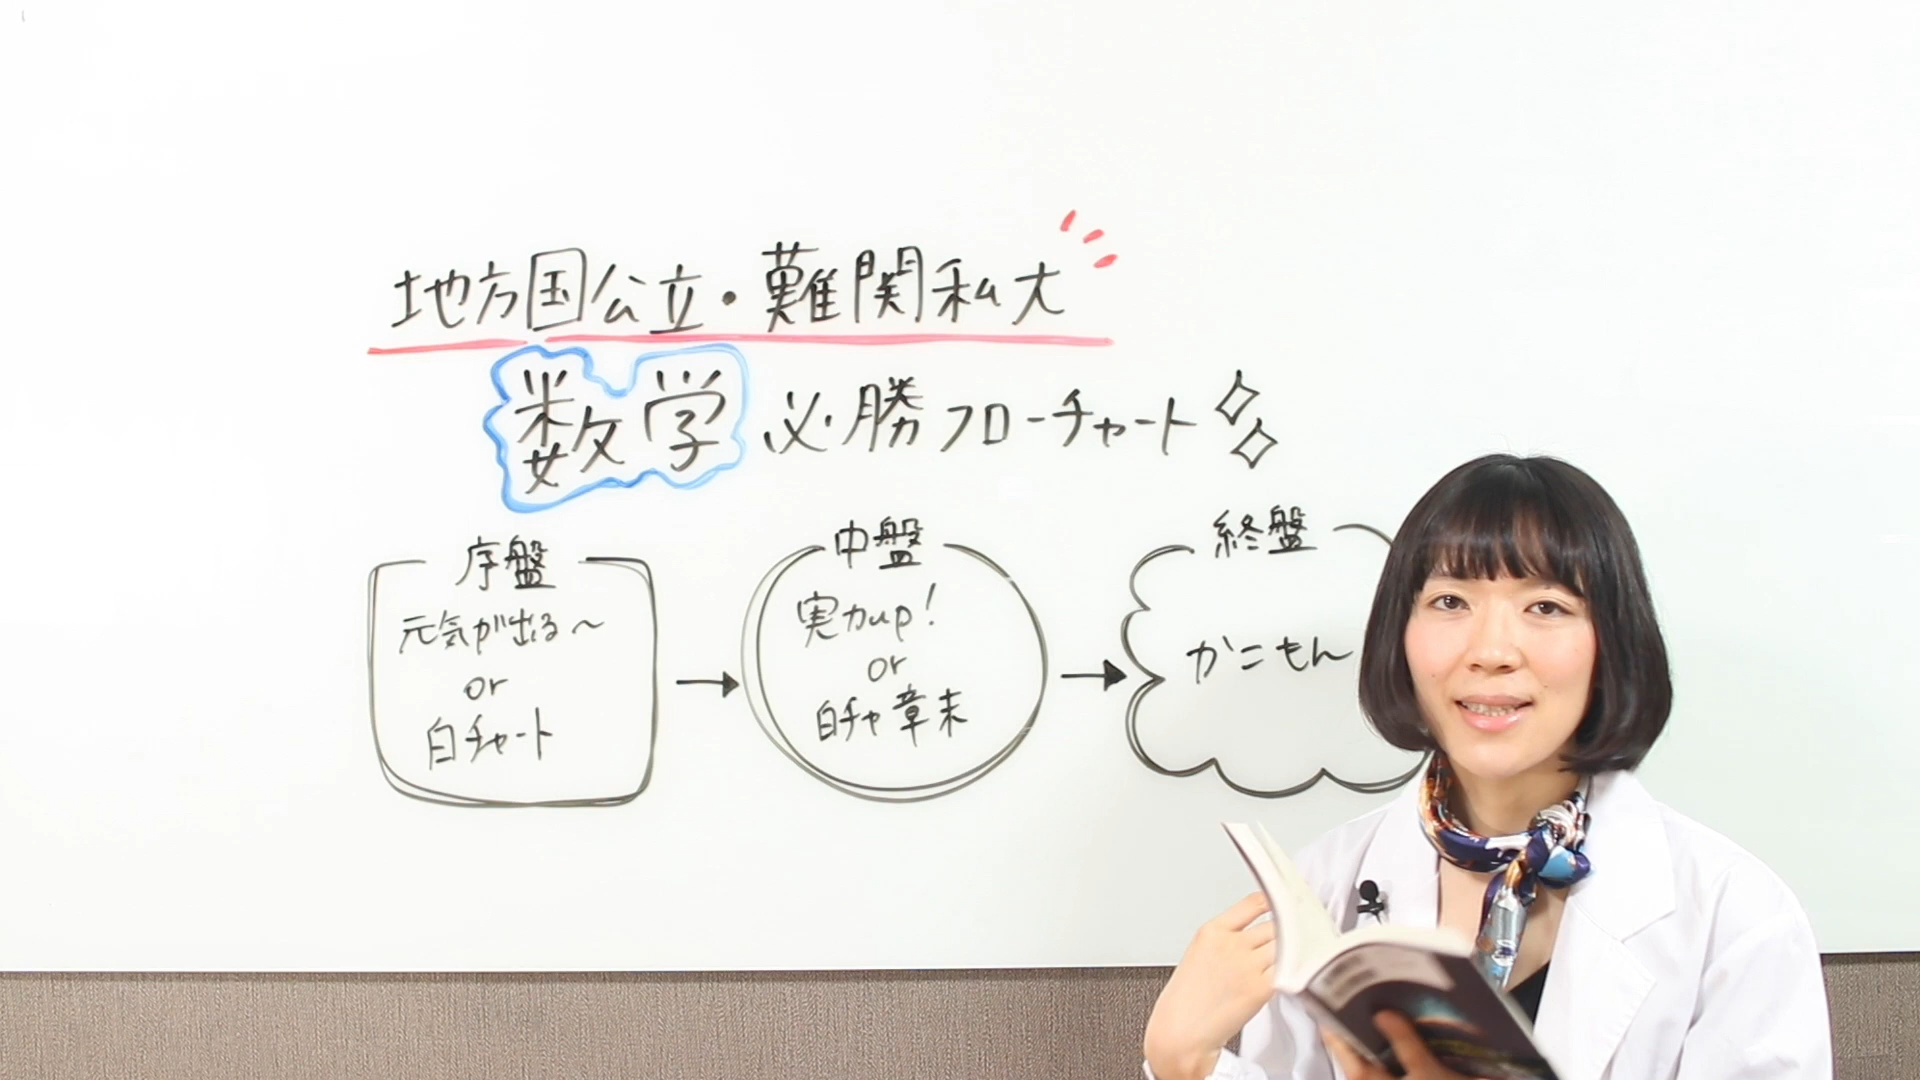 地方国公立・難関私大
数学必勝フローチャート
序盤
元気が出る〜
or
白チャート
中盤
実力up!
or
白チャ章末
終盤
かこもん